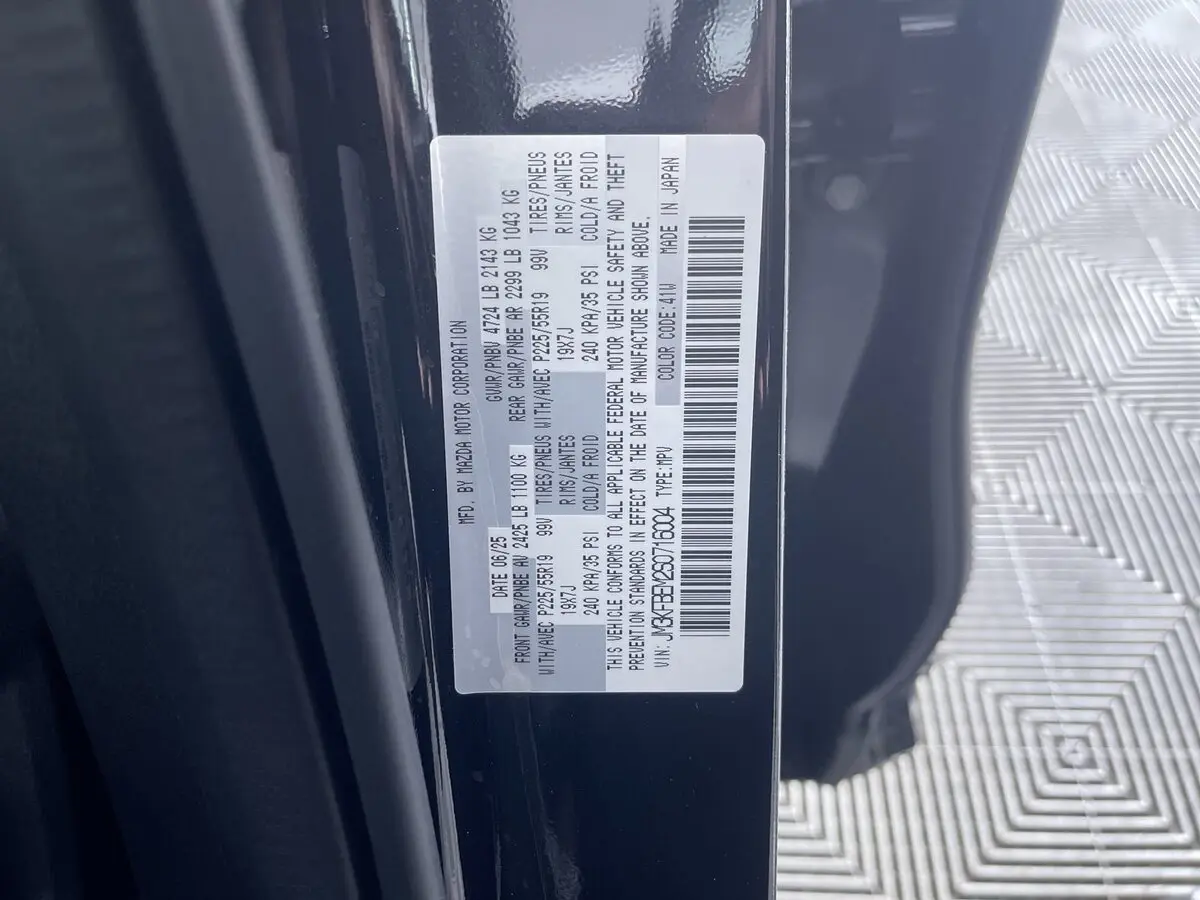 MFD. BY MAZDA MOTOR CORPORATION
DATE 06/25 GVWR/PNBV 4724 LB 2143 KG
FRONT GAWR/PNBE AV 2425 LB 1100 KG REAR GAWR/PNBE AR 2299 LB 1043 KG
WITH/AVEC P225/55R19 99V TIRES/PNEUS WITH/AVEC P225/55R19 99V TIRES/PNEUS
19X7J RIMS/JANTES 19X7J RIMS/JANTES
240 KPA/35 PSI COLD/A FROID 240 KPA/35 PSI COLD/A FROID
THIS VEHICLE CONFORMS TO ALL APPLICABLE FEDERAL MOTOR VEHICLE SAFETY AND THEFT
PREVENTION STANDARDS IN EFFECT ON THE DATE OF MANUFACTURE SHOWN ABOVE.
VIN: JM3KFBEM2S0716004 TYPE:MPV COLOR CODE:41W MADE IN JAPAN